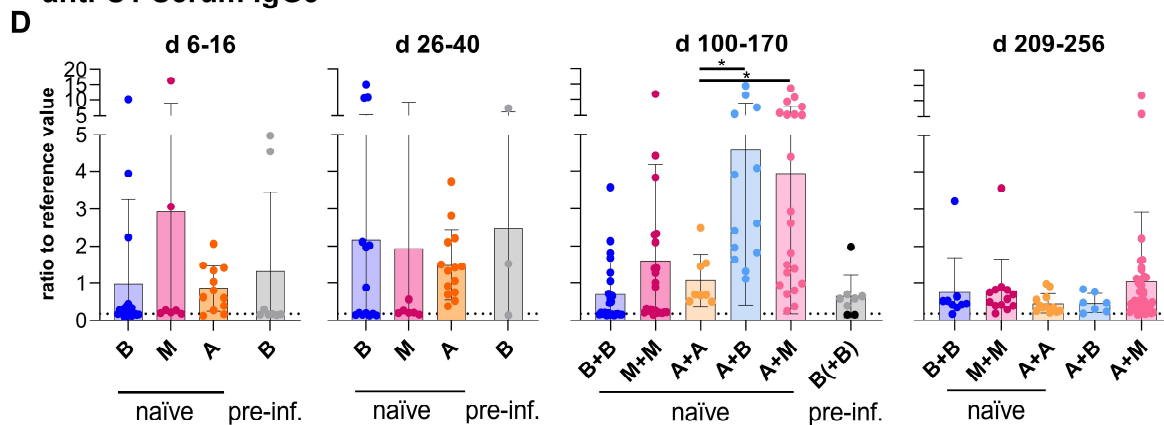 D
d 6-16
d 26-40
d 100-170
d 209-256
ratio to reference value
20
15
10
5
5
4
3
2
1
0
* 
*
B
M
A
B
B
M
A
B
B+B
M+M
A+A
A+B
A+M
B(+B)
B+B
M+M
A+A
A+B
A+M
naïve
pre-inf.
naïve
pre-inf.
naïve
pre-inf.
naïve